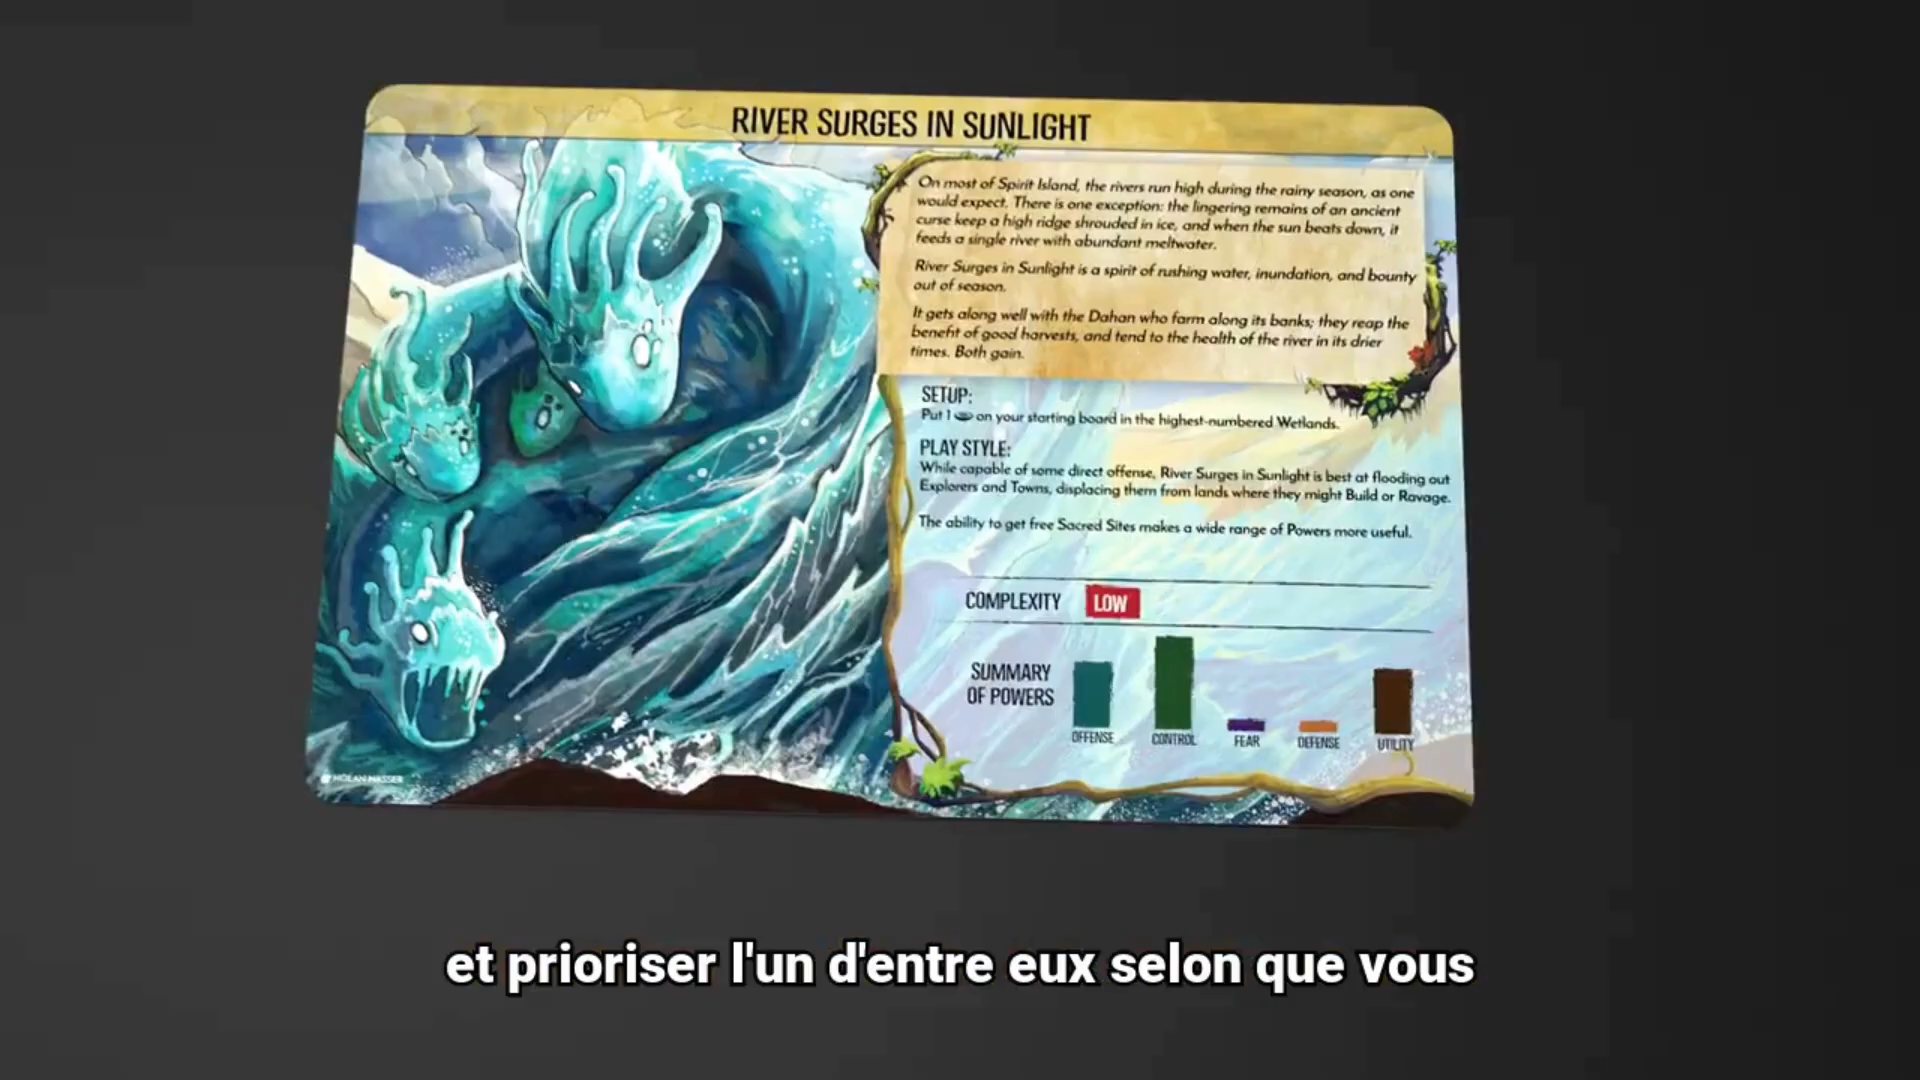 RIVER SURGES IN SUNLIGHT
On most of Spirit Island, the rivers run high during the rainy season, as one
would expect. There is one exception: the lingering remains of an ancient
curse keep a high ridge shrouded in ice, and when the sun beats down, it
feeds a single river with abundant meltwater.
River Surges in Sunlight is a spirit of rushing water, inundation, and bounty
out of season.
It gets along well with the Dahan who farm along its banks; they reap the
benefit of good harvests, and tend to the health of the river in its drier
times. Both gain.
SETUP:
Put 1 on your starting board in the highest-numbered Wetlands.
PLAY STYLE:
While capable of some direct offense, River Surges in Sunlight is best at flooding out
Explorers and Towns, displacing them from lands where they might Build or Ravage.
The ability to get free Sacred Sites makes a wide range of Powers more useful.
COMPLEXITY LOW
SUMMARY
OF POWERS
OFFENSE CONTROL FEAR DEFENSE UTILITY
NOLAN NASSER
et prioriser l'un d'entre eux selon que vous